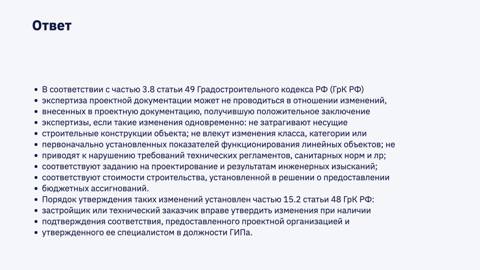 Ответ
• В соответствии с частью 3.8 статьи 49 Градостроительного кодекса РФ (ГрК РФ)
• экспертиза проектной документации может не проводиться в отношении изменений,
• внесенных в проектную документацию, получившую положительное заключение
• экспертизы, если такие изменения одновременно: не затрагивают несущие
• строительные конструкции объекта; не влекут изменения класса, категории или
• первоначально установленных показателей функционирования линейных объектов; не
• приводят к нарушению требований технических регламентов, санитарных норм и лр;
• соответствуют заданию на проектирование и результатам инженерных изысканий;
• соответствуют стоимости строительства, установленной в решении о предоставлении
• бюджетных ассигнований.
• Порядок утверждения таких изменений установлен частью 15.2 статьи 48 ГрК РФ:
• застройщик или технический заказчик вправе утвердить изменения при наличии
• подтверждения соответствия, предоставленного проектной организацией и
• утвержденного ее специалистом в должности ГИПа.